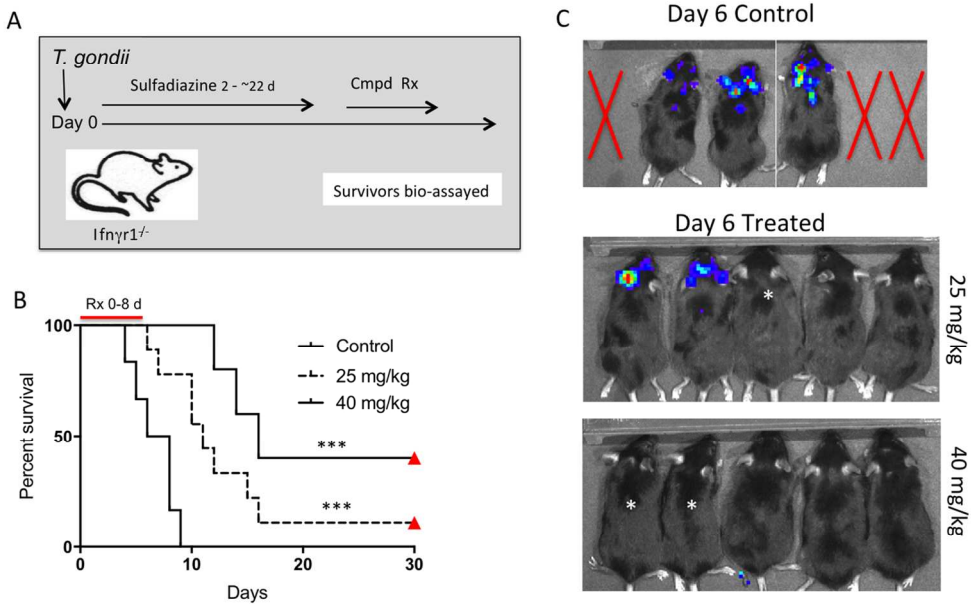 A
T. gondii
Sulfadiazine 2 - ~22 d
Cmpd Rx
Day 0
Survivors bio-assayed
Ifnγr1-/-
B
Rx 0-8 d
100
50
0
Percent survival
Control
25 mg/kg
40 mg/kg
***
***
0
10
20
30
Days
C
Day 6 Control
Day 6 Treated
*
25 mg/kg
*
*
40 mg/kg